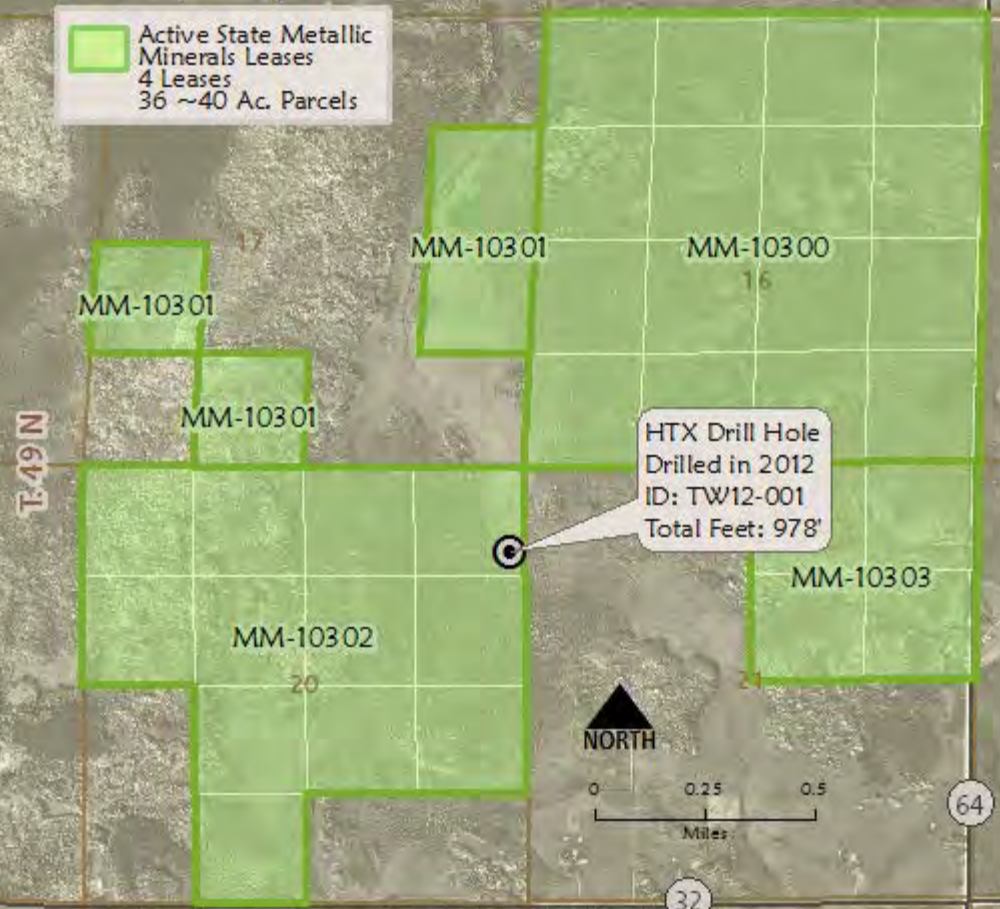 Active State Metallic
Minerals Leases
4 Leases
36 ~40 Ac. Parcels
17
MM-10301
MM-10300
16
MM-10301
MM-10301
T.49 N
HTX Drill Hole
Drilled in 2012
ID: TW12-001
Total Feet: 978'
MM-10303
MM-10302
20
21
NORTH
0 0.25 0.5
Miles
64
32